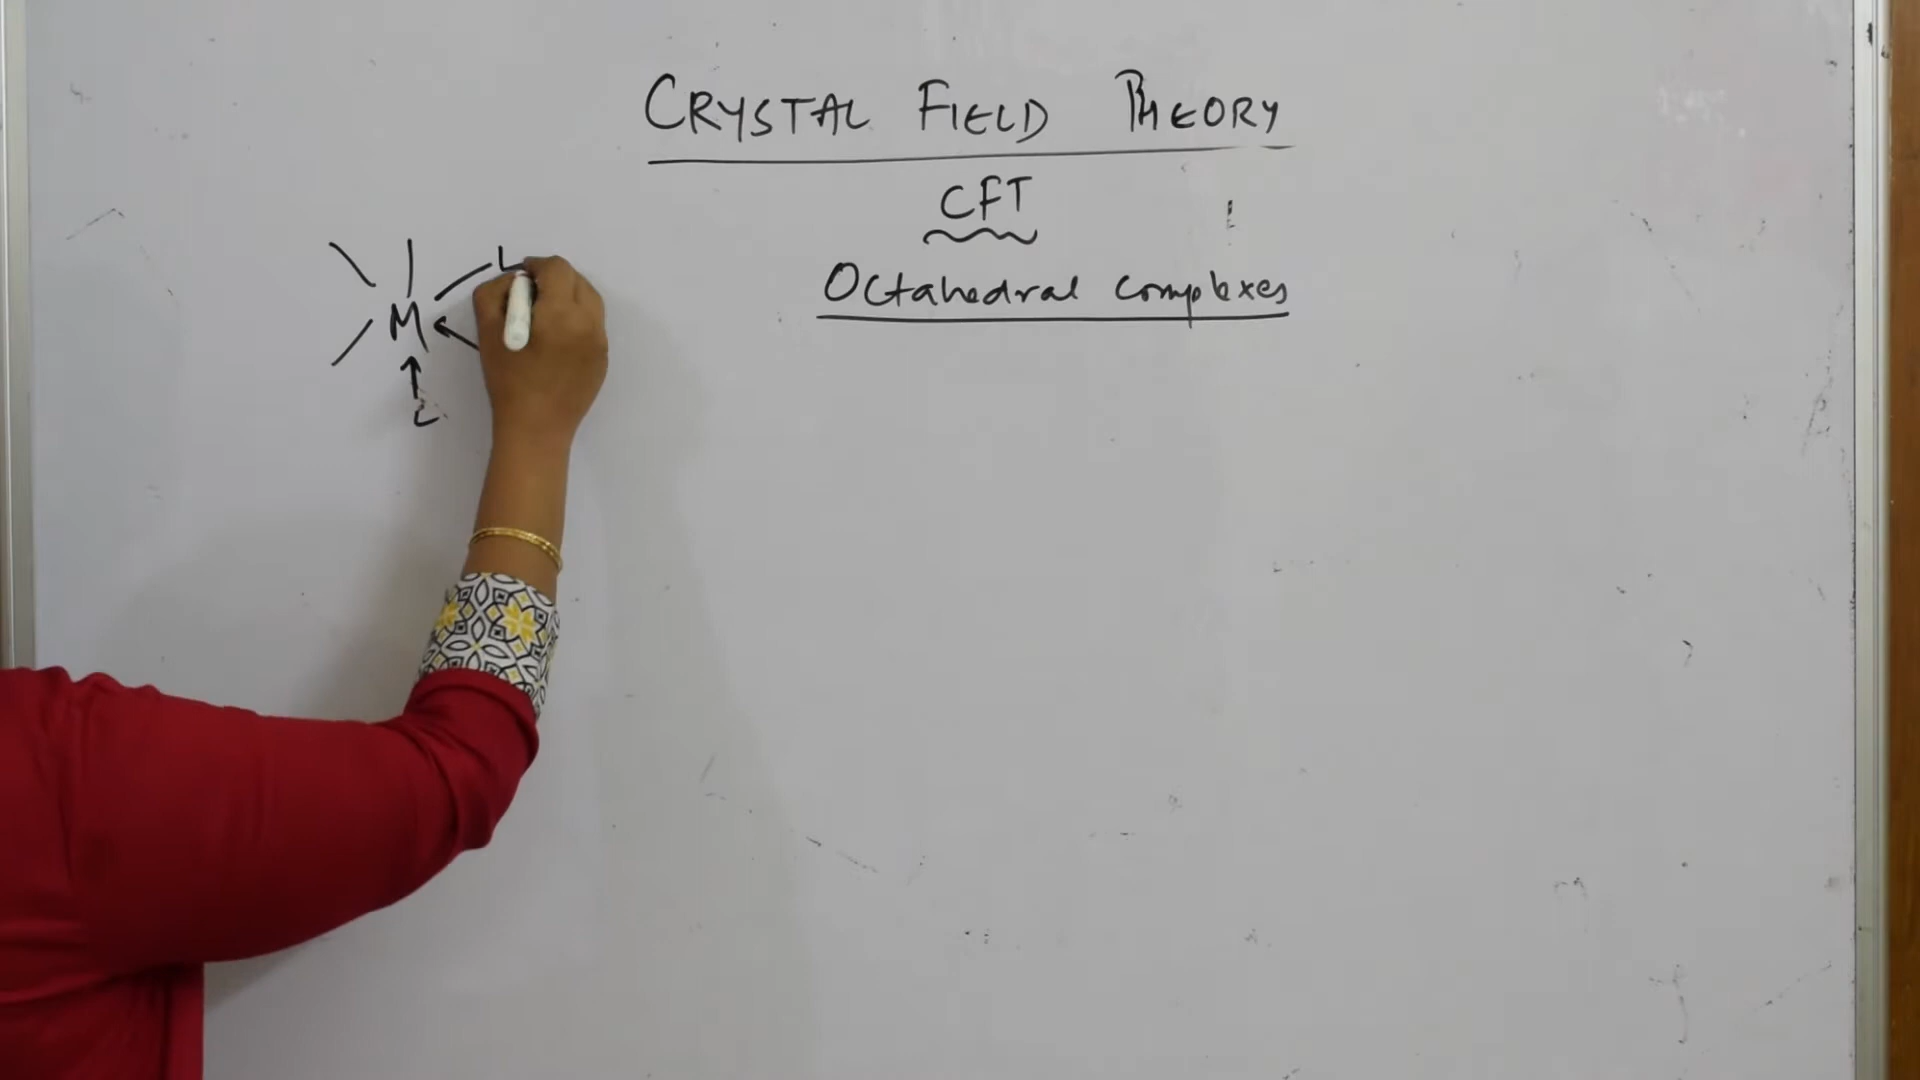 CRYSTAL FIELD THEORY
CFT
Octahedral complexes
L
M
L